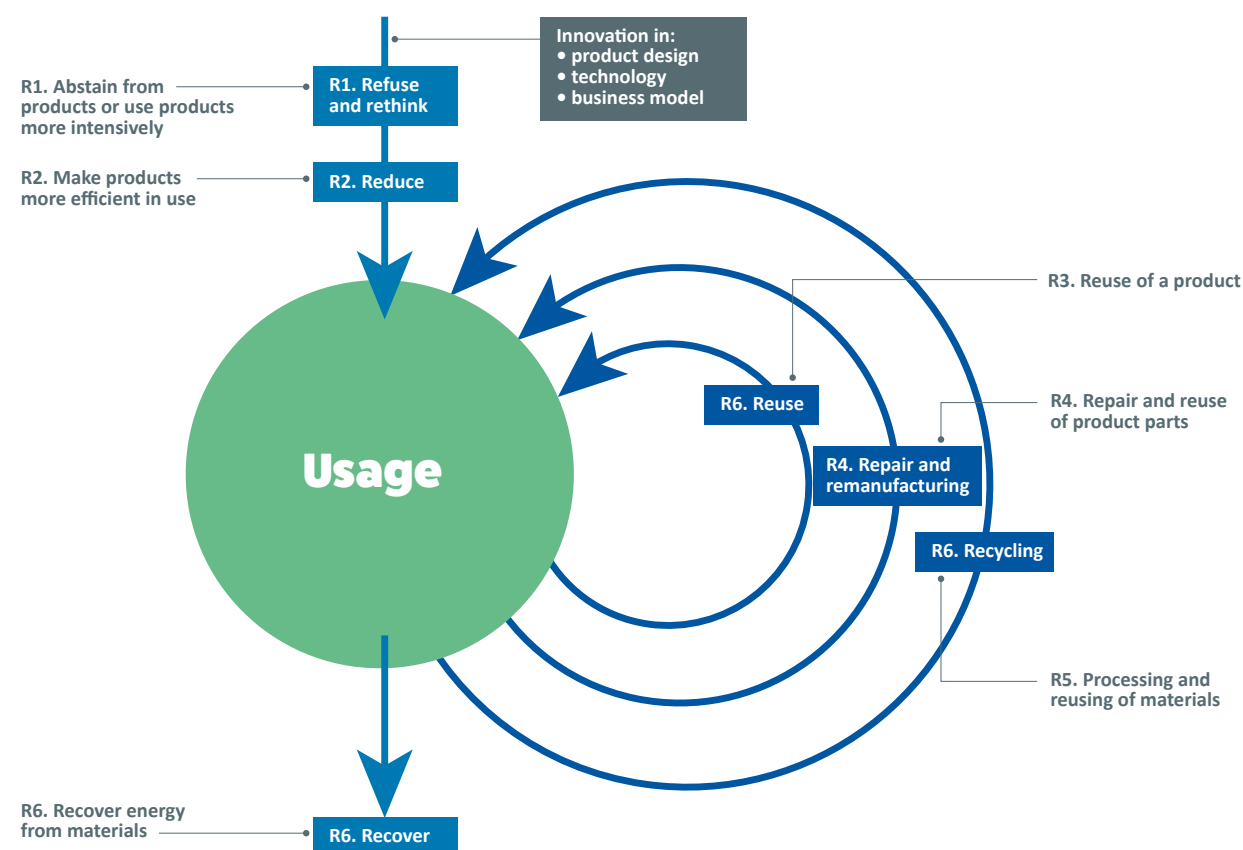 Innovation in:
• product design
• technology
• business model
R1. Abstain from
products or use products
more intensively
R1. Refuse
and rethink
R2. Make products
more efficient in use
R2. Reduce
R3. Reuse of a product
R6. Reuse
R4. Repair and reuse
of product parts
R4. Repair and
remanufacturing
Usage
R6. Recycling
R5. Processing and
reusing of materials
R6. Recover energy
from materials
R6. Recover